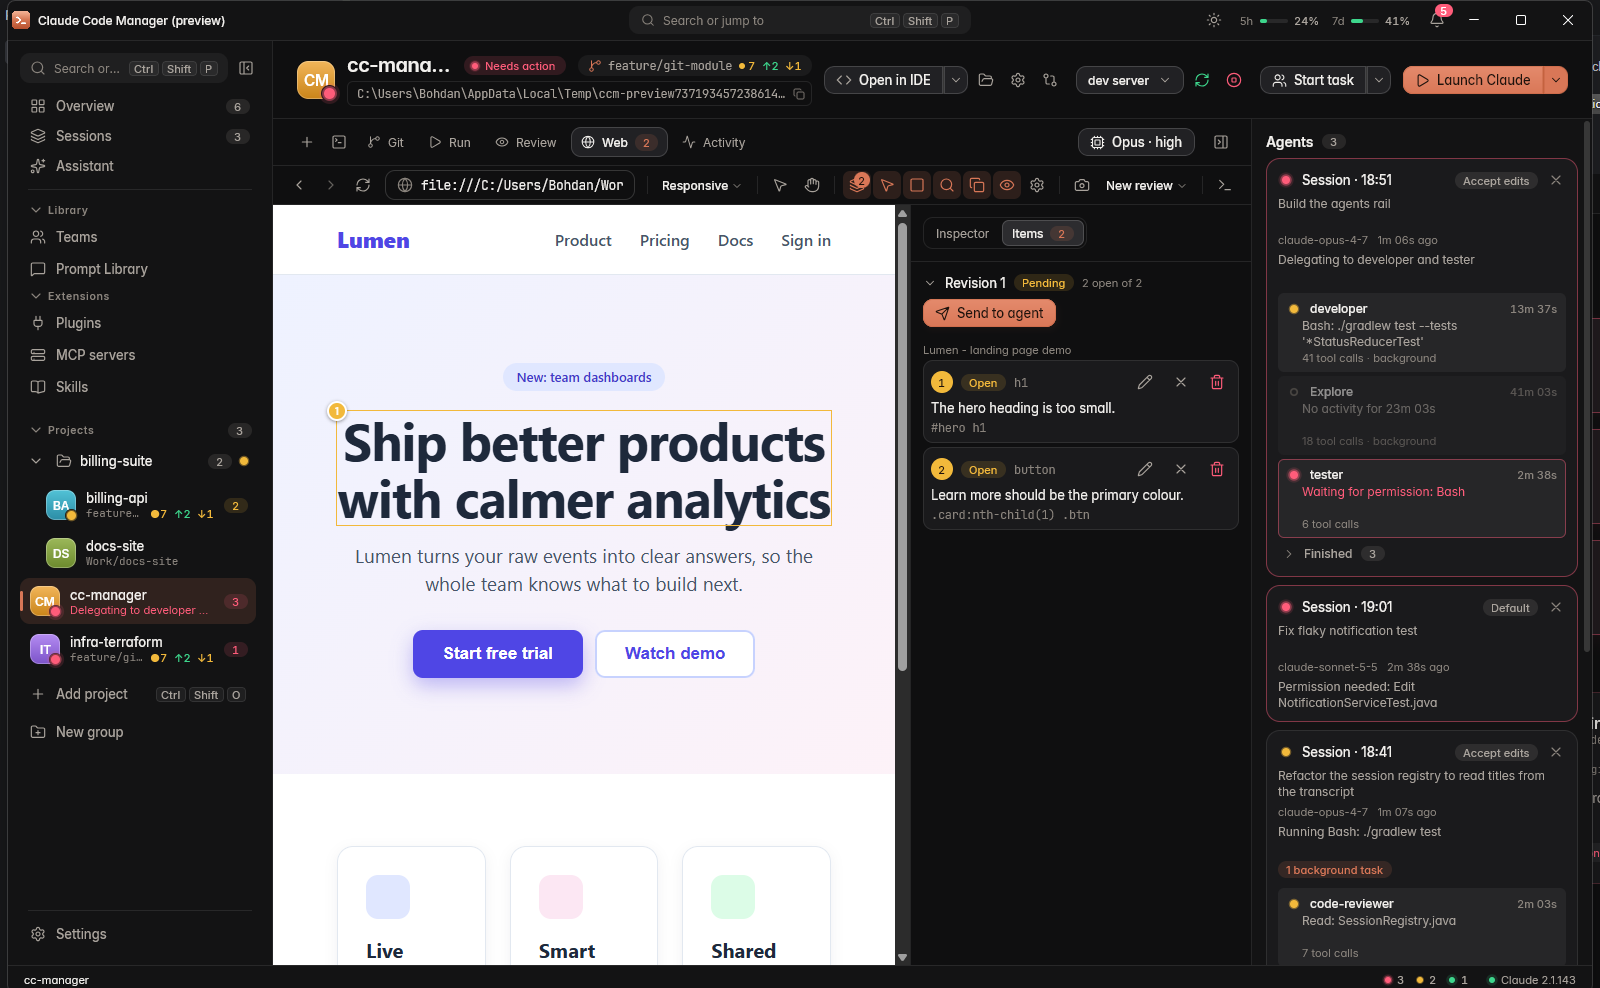 Claude Code Manager (preview)
Search or jump to
Ctrl Shift P
5h 24% 7d 41%
5
Search or... Ctrl Shift P
Overview 6
Sessions 3
Assistant
Library
Teams
Prompt Library
Extensions
Plugins
MCP servers
Skills
Projects 3
billing-suite 2
BA billing-api
feature... 7 ↑2 ↓1 2
DS docs-site
Work/docs-site
CM cc-manager
Delegating to developer ... 3
IT infra-terraform
feature/gi... 7 ↑2 ↓1 1
Add project Ctrl Shift O
New group
Settings
cc-manager
CM cc-mana... Needs action feature/git-module 7 ↑2 ↓1
C:\Users\Bohdan\AppData\Local\Temp\ccm-preview737193457238614...
Open in IDE
dev server
Start task
Launch Claude
Git Run Review Web 2 Activity
Opus · high
file:///C:/Users/Bohdan/Wor
Responsive
2
New review
Lumen
Product Pricing Docs Sign in
New: team dashboards
1
Ship better products
with calmer analytics
Lumen turns your raw events into clear answers, so the
whole team knows what to build next.
Start free trial Watch demo
Live Smart Shared
Inspector Items 2
Revision 1 Pending 2 open of 2
Send to agent
Lumen - landing page demo
1 Open h1
The hero heading is too small.
#hero h1
2 Open button
Learn more should be the primary colour.
.card:nth-child(1) .btn
Agents 3
Session · 18:51 Accept edits
Build the agents rail
claude-opus-4-7 1m 06s ago
Delegating to developer and tester
developer 13m 37s
Bash: ./gradlew test --tests
'*StatusReducerTest'
41 tool calls · background
Explore 41m 03s
No activity for 23m 03s
18 tool calls · background
tester 2m 38s
Waiting for permission: Bash
6 tool calls
Finished 3
Session · 19:01 Default
Fix flaky notification test
claude-sonnet-5-5 2m 38s ago
Permission needed: Edit
NotificationServiceTest.java
Session · 18:41 Accept edits
Refactor the session registry to read titles from
the transcript
claude-opus-4-7 1m 07s ago
Running Bash: ./gradlew test
1 background task
code-reviewer 2m 03s
Read: SessionRegistry.java
7 tool calls
3 2 1 Claude 2.1.143